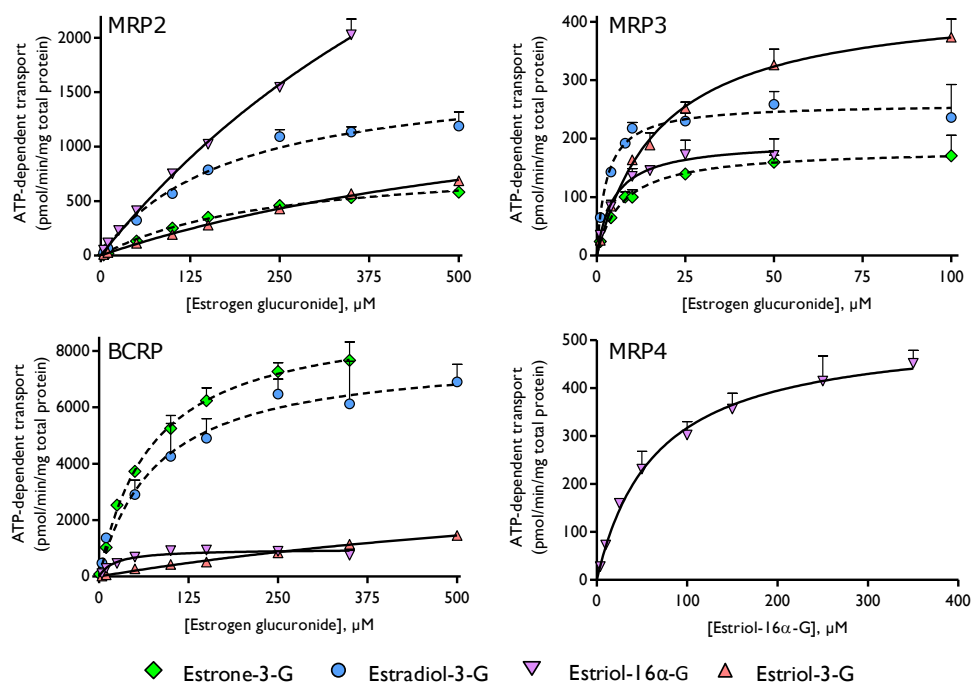 MRP2
ATP-dependent transport
(pmol/min/mg total protein)
2000
1500
1000
500
0
0 125 250 375 500
[Estrogen glucuronide], µM
MRP3
ATP-dependent transport
(pmol/min/mg total protein)
400
300
200
100
0
0 25 50 75 100
[Estrogen glucuronide], µM
BCRP
ATP-dependent transport
(pmol/min/mg total protein)
8000
6000
4000
2000
0
0 125 250 375 500
[Estrogen glucuronide], µM
MRP4
ATP-dependent transport
(pmol/min/mg total protein)
500
400
300
200
100
0
0 100 200 300 400
[Estriol-16α-G], µM
Estrone-3-G Estradiol-3-G Estriol-16α-G Estriol-3-G